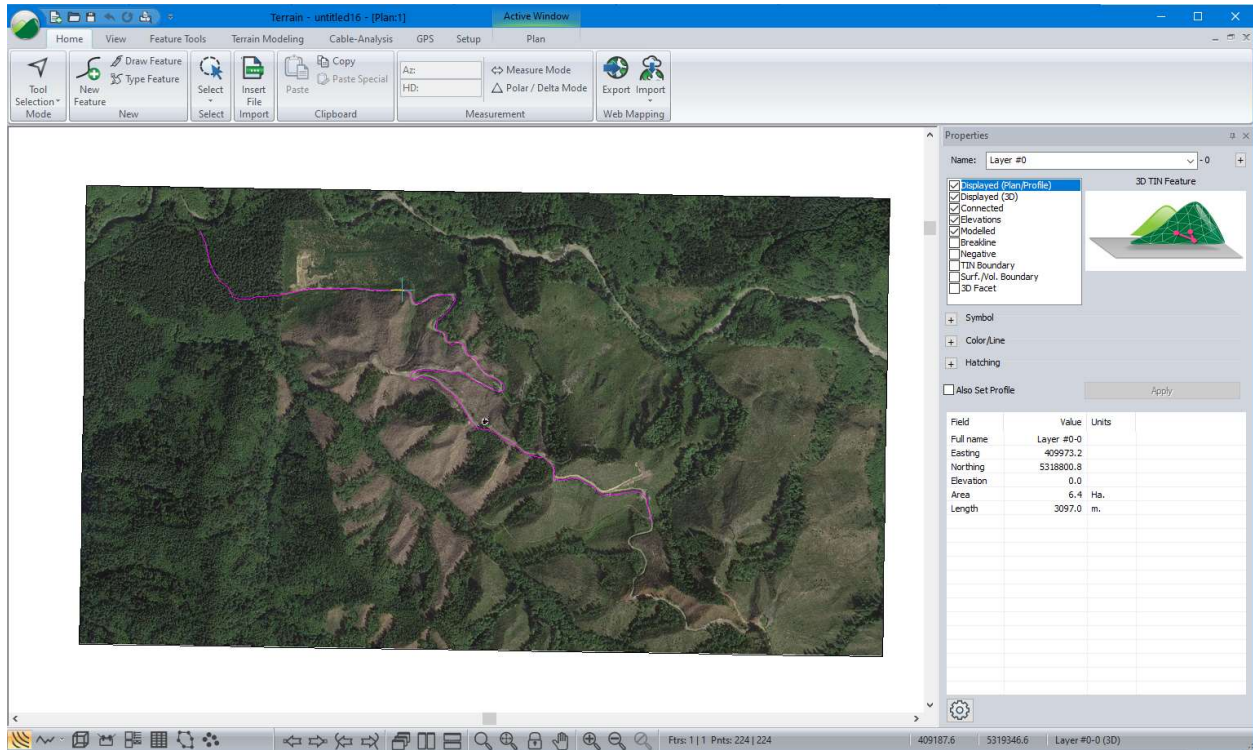 Terrain - untitled16 - [Plan:1]
Active Window
Home View Feature Tools Terrain Modeling Cable-Analysis GPS Setup Plan
Tool Selection
Mode
New Feature
Draw Feature
Type Feature
New
Select
Select
Insert File
Import
Paste
Copy
Paste Special
Clipboard
Az:
HD:
Measure Mode
Polar / Delta Mode
Measurement
Export Import
Web Mapping
Properties
Name: Layer #0 - 0 +
Displayed (Plan/Profile)
Displayed (3D)
Connected
Elevations
Modelled
Breakline
Negative
TIN Boundary
Surf./Vol. Boundary
3D Facet
3D TIN Feature
+ Symbol
+ Color/Line
+ Hatching
Also Set Profile
Apply
Field Value Units
Full name Layer #0-0
Easting 409973.2
Northing 5318800.8
Elevation 0.0
Area 6.4 Ha.
Length 3097.0 m.
Ftrs: 1 | 1 Pnts: 224 | 224
409187.6 5319346.6 Layer #0-0 (3D)